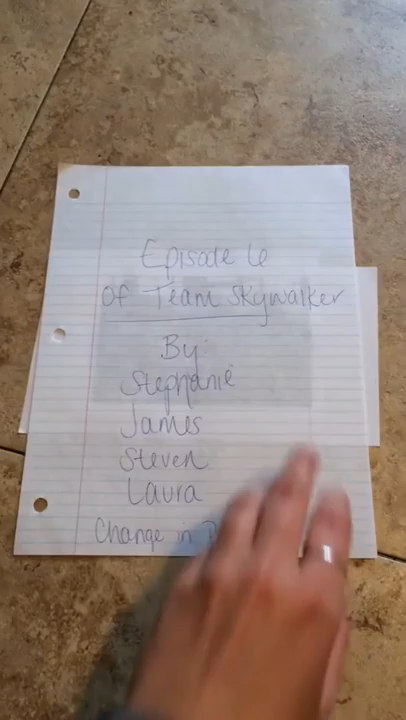 Episode 6
Of Team Skywalker
By:
Stephanie
James
Steven
Laura
Change in